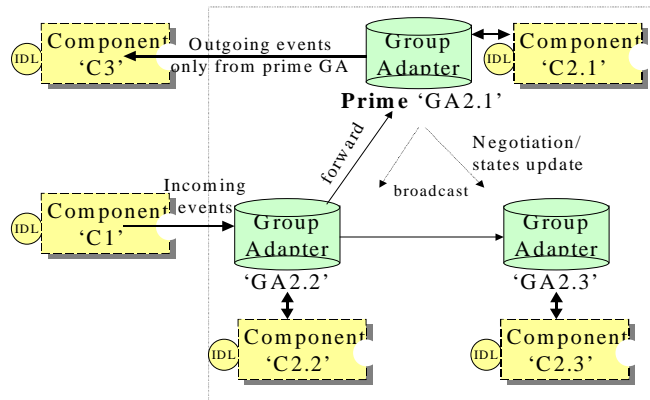 Component
'C3'
IDL
Outgoing events
only from prime GA
Group
Adapter
Prime 'GA2.1'
Component
'C2.1'
IDL
forward
Negotiation/
states update
broadcast
Incoming
events
Component
'C1'
IDL
Group
Adapter
'GA2.2'
Group
Adapter
'GA2.3'
Component
'C2.2'
IDL
Component
'C2.3'
IDL